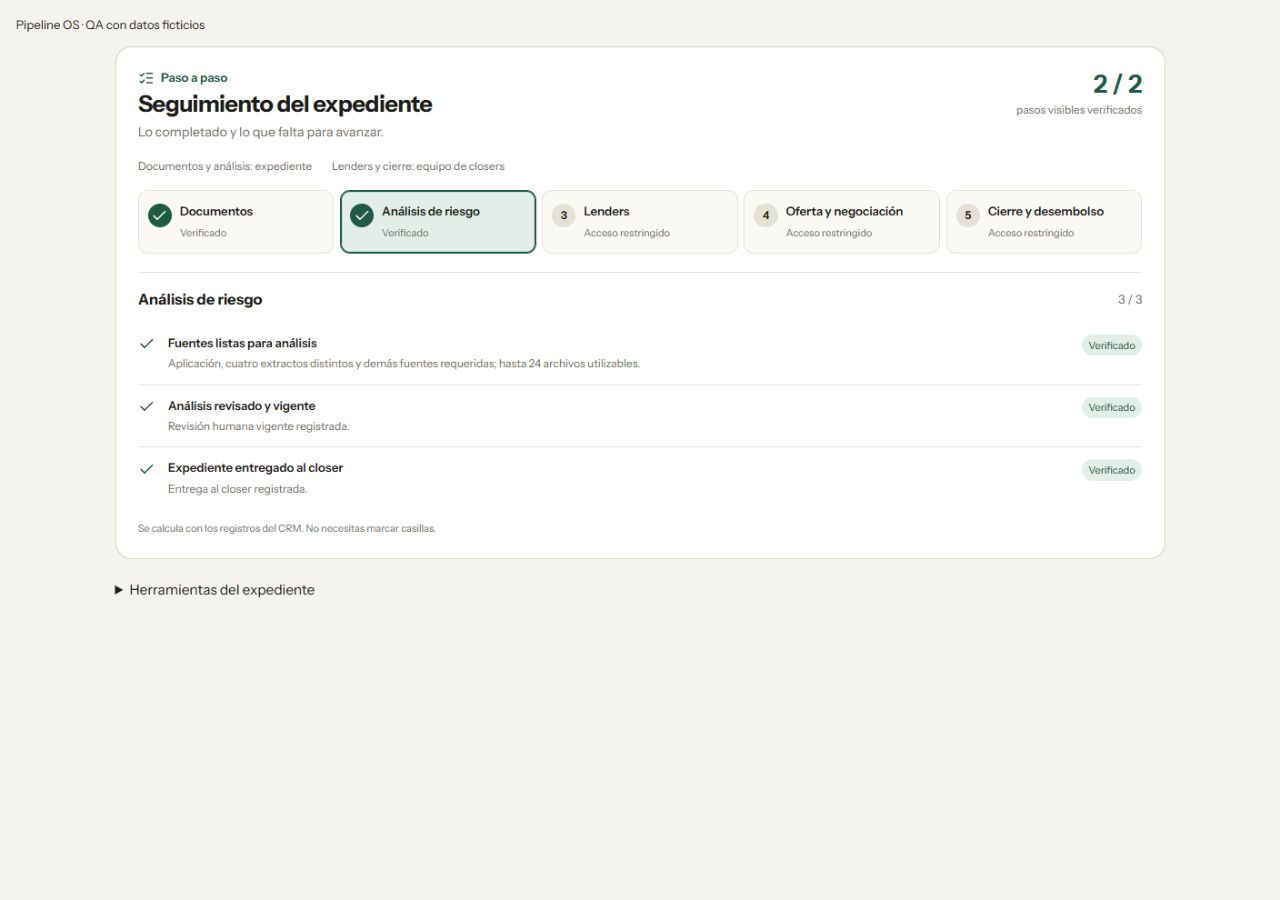 Pipeline OS · QA con datos ficticios
Paso a paso
Seguimiento del expediente
Lo completado y lo que falta para avanzar.
2 / 2
pasos visibles verificados
Documentos y análisis: expediente
Lenders y cierre: equipo de closers
Documentos
Verificado
Análisis de riesgo
Verificado
3
Lenders
Acceso restringido
4
Oferta y negociación
Acceso restringido
5
Cierre y desembolso
Acceso restringido
Análisis de riesgo
3 / 3
Fuentes listas para análisis
Verificado
Aplicación, cuatro extractos distintos y demás fuentes requeridas; hasta 24 archivos utilizables.
Análisis revisado y vigente
Verificado
Revisión humana vigente registrada.
Expediente entregado al closer
Verificado
Entrega al closer registrada.
Se calcula con los registros del CRM. No necesitas marcar casillas.
Herramientas del expediente